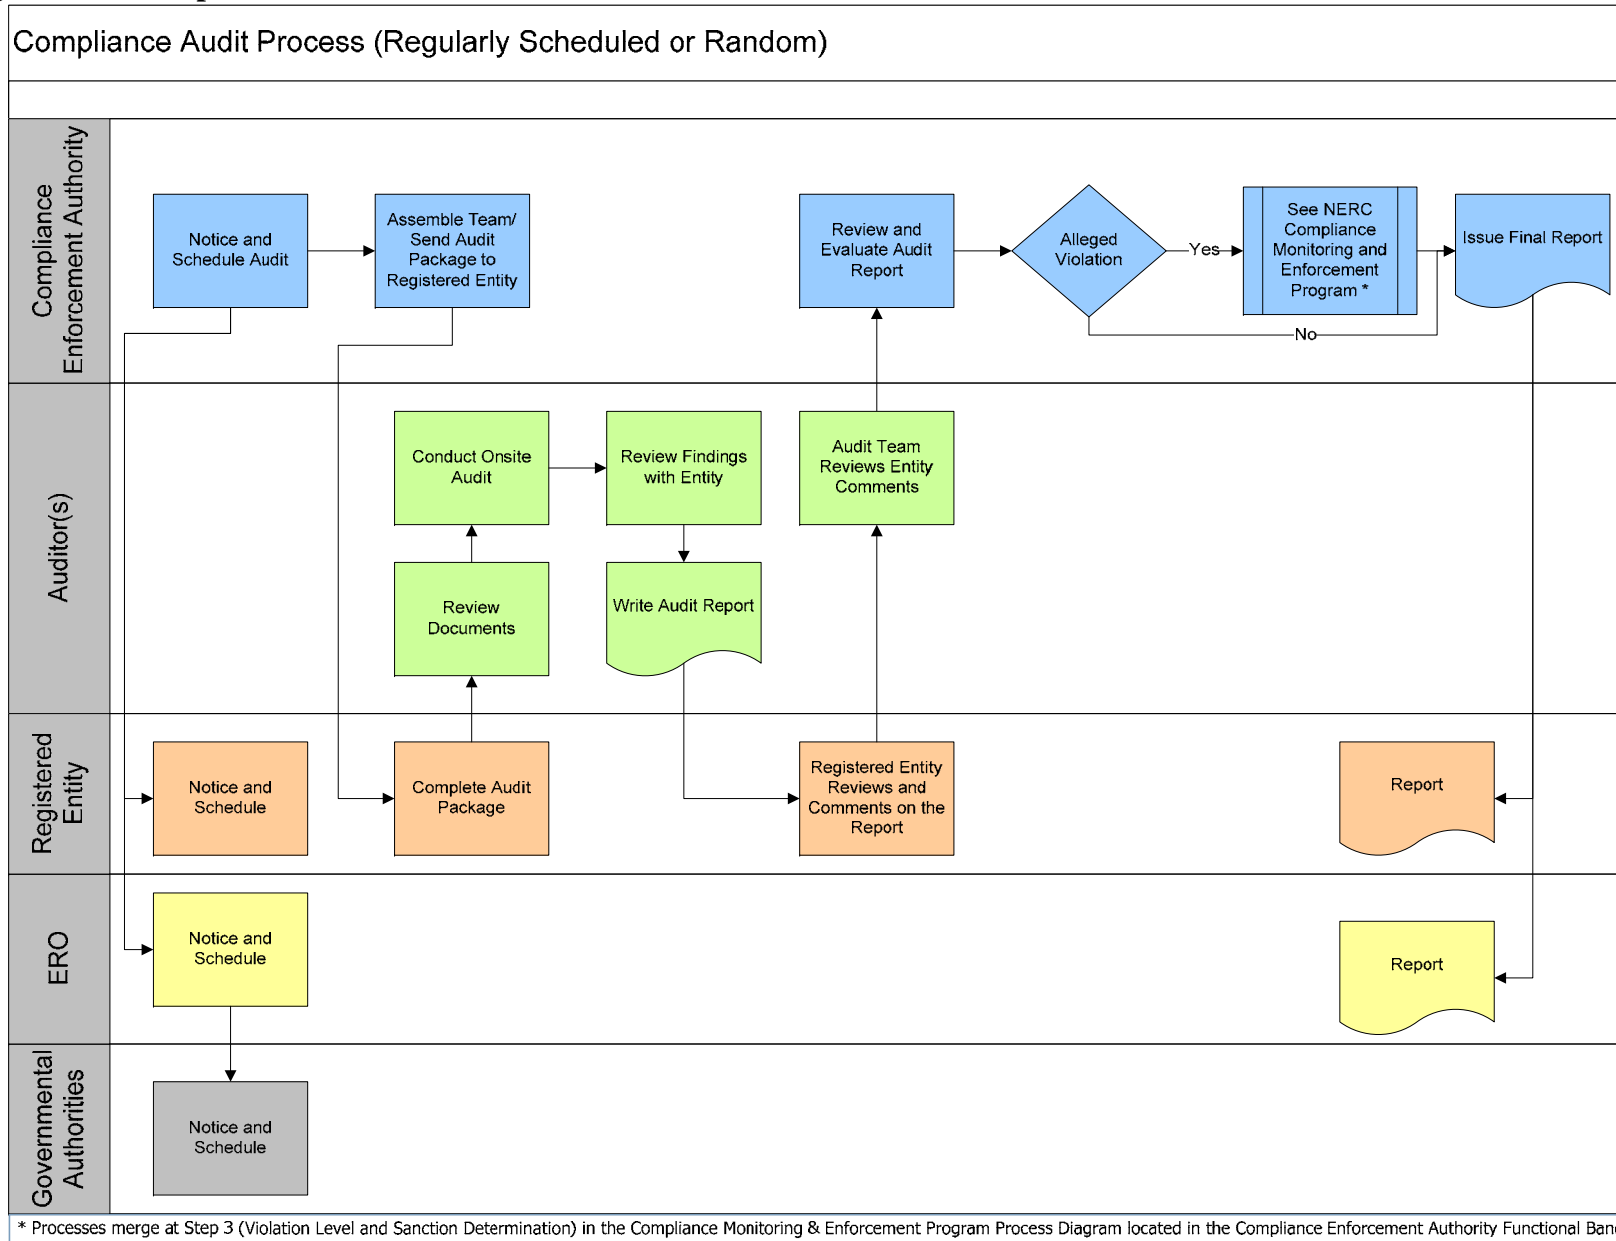 Compliance Audit Process (Regularly Scheduled or Random)
Compliance
Enforcement Authority
Notice and
Schedule Audit
Assemble Team/
Send Audit
Package to
Registered Entity
Review and
Evaluate Audit
Report
Alleged
Violation
Yes
See NERC
Compliance
Monitoring and
Enforcement
Program *
Issue Final Report
No
Auditor(s)
Conduct Onsite
Audit
Review Findings
with Entity
Audit Team
Reviews Entity
Comments
Review
Documents
Write Audit Report
Registered
Entity
Notice and
Schedule
Complete Audit
Package
Registered Entity
Reviews and
Comments on the
Report
Report
ERO
Notice and
Schedule
Report
Governmental
Authorities
Notice and
Schedule
* Processes merge at Step 3 (Violation Level and Sanction Determination) in the Compliance Monitoring & Enforcement Program Process Diagram located in the Compliance Enforcement Authority Functional Band